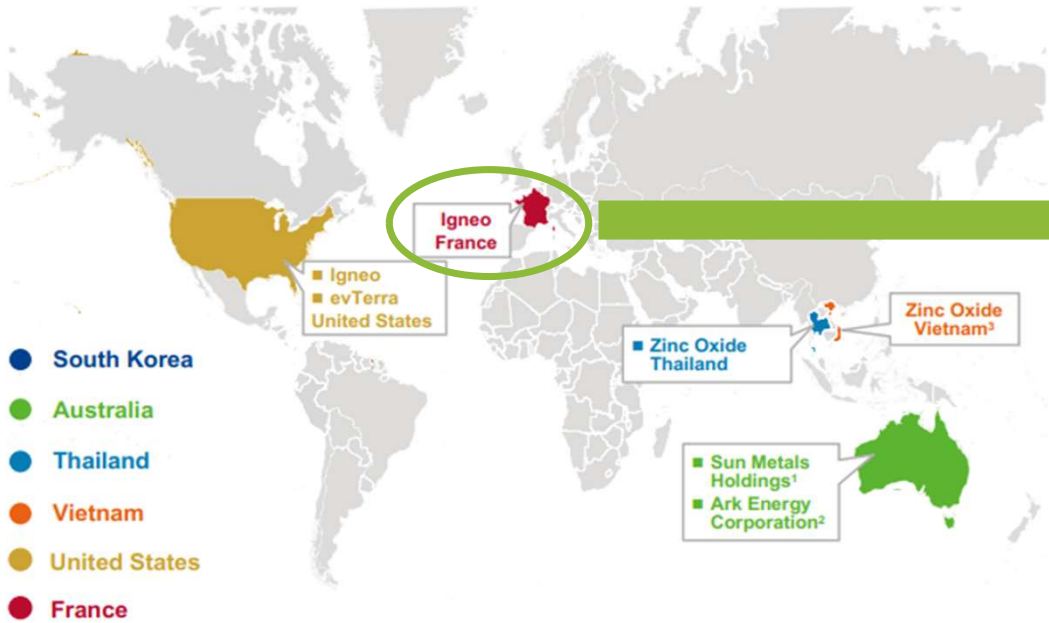 Igneo
France
■ Igneo
■ evTerra
United States
Zinc Oxide
Vietnam³
■ Zinc Oxide
Thailand
■ Sun Metals
Holdings¹
■ Ark Energy
Corporation²
South Korea
Australia
Thailand
Vietnam
United States
France